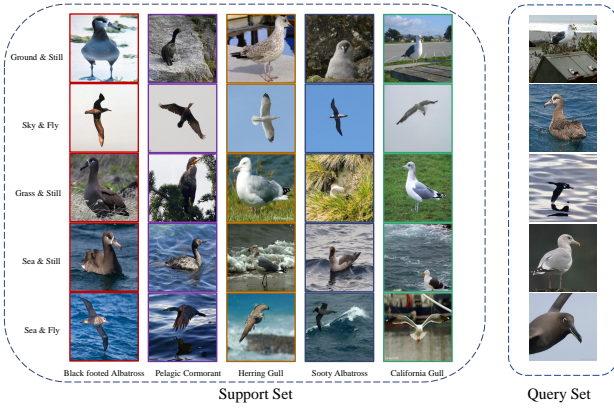 Ground & Still
Sky & Fly
Grass & Still
Sea & Still
Sea & Fly
Black footed Albatross Pelagic Cormorant Herring Gull Sooty Albatross California Gull
Support Set Query Set